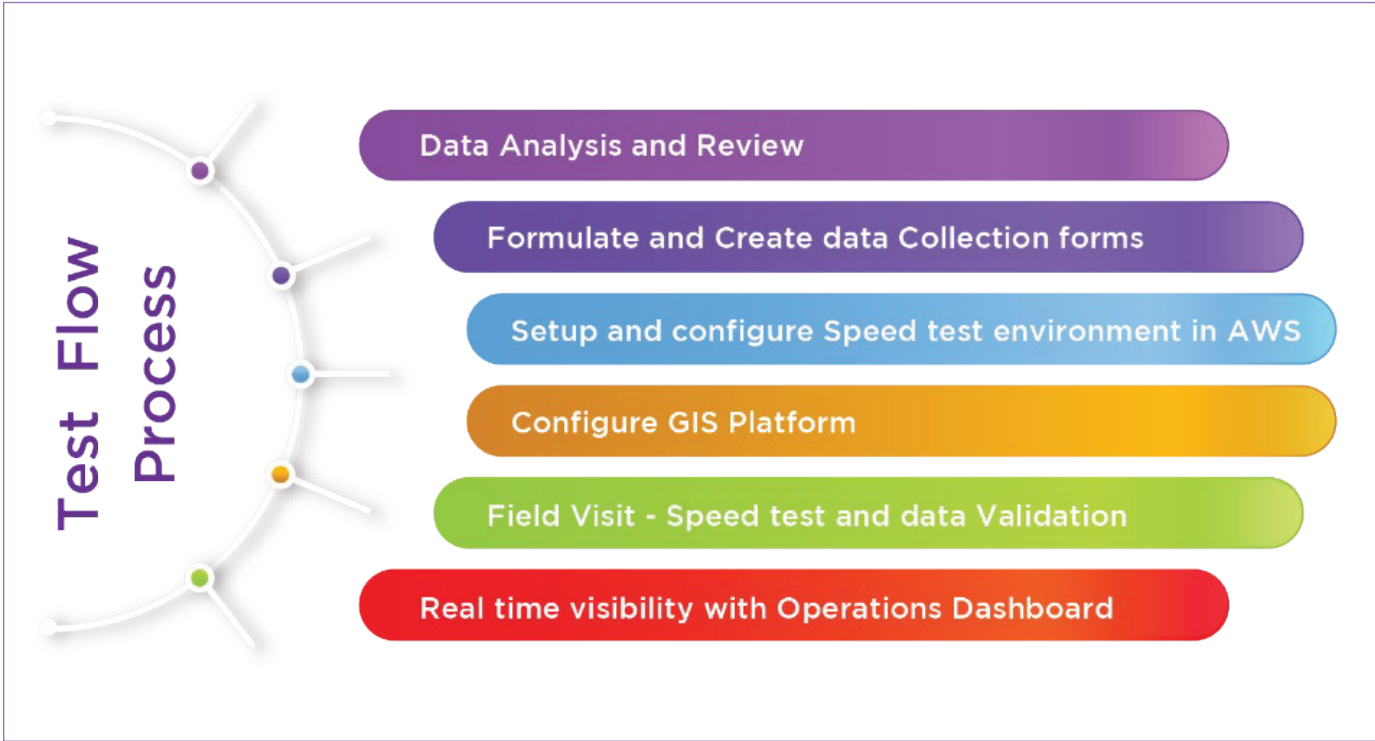 Test Flow
Process
Data Analysis and Review
Formulate and Create data Collection forms
Setup and configure Speed test environment in AWS
Configure GIS Platform
Field Visit - Speed test and data Validation
Real time visibility with Operations Dashboard